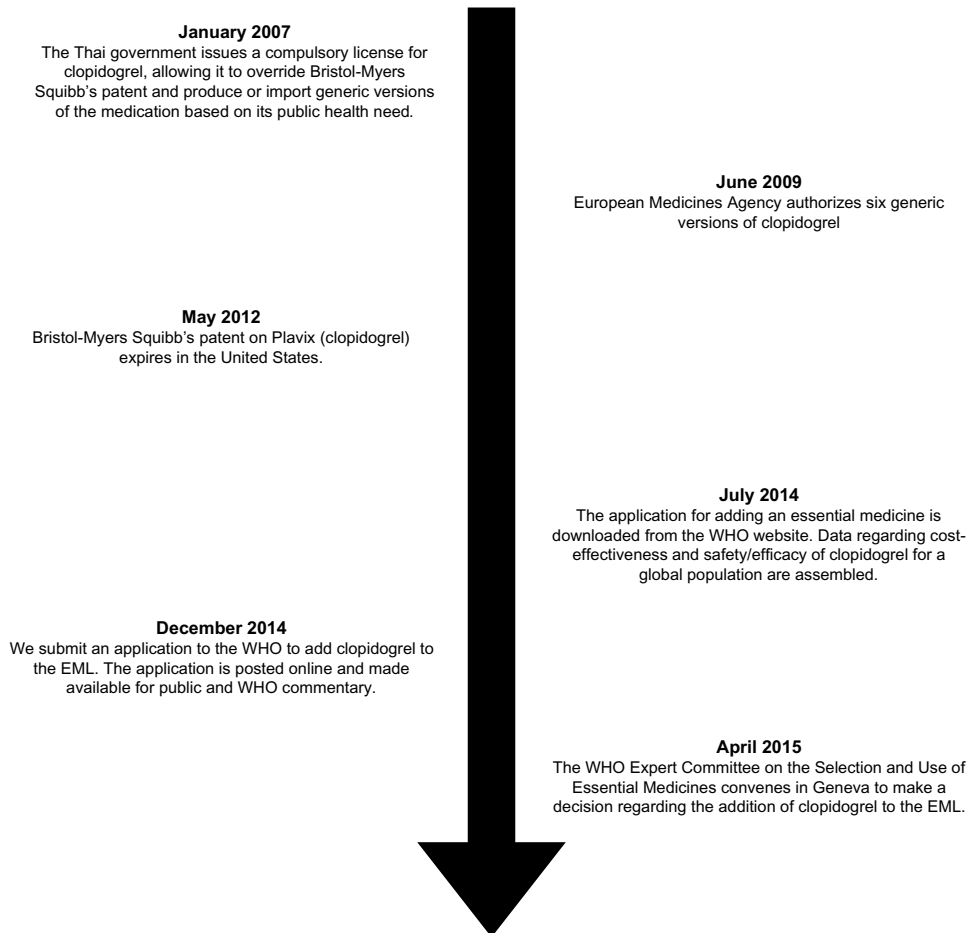 January 2007
The Thai government issues a compulsory license for
clopidogrel, allowing it to override Bristol-Myers
Squibb's patent and produce or import generic versions
of the medication based on its public health need.
June 2009
European Medicines Agency authorizes six generic
versions of clopidogrel
May 2012
Bristol-Myers Squibb's patent on Plavix (clopidogrel)
expires in the United States.
July 2014
The application for adding an essential medicine is
downloaded from the WHO website. Data regarding cost-
effectiveness and safety/efficacy of clopidogrel for a
global population are assembled.
December 2014
We submit an application to the WHO to add clopidogrel to
the EML. The application is posted online and made
available for public and WHO commentary.
April 2015
The WHO Expert Committee on the Selection and Use of
Essential Medicines convenes in Geneva to make a
decision regarding the addition of clopidogrel to the EML.